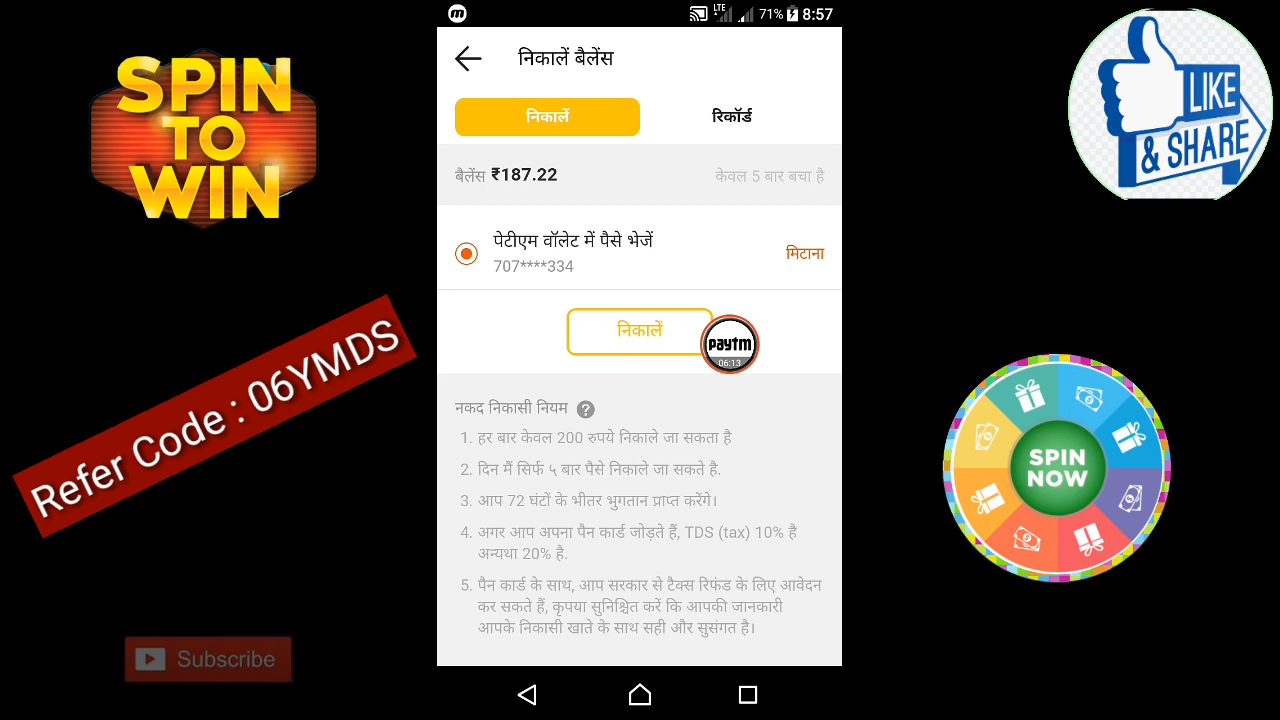 SPIN
TO
WIN
LTE
71%
8:57
निकालें बैलेंस
निकालें
रिकॉर्ड
बैलेंस ₹187.22
केवल 5 बार बचा है
पेटीएम वॉलेट में पैसे भेजें
707****334
मिटाना
निकालें
paytm
06:13
नकद निकासी नियम ?
1. हर बार केवल 200 रुपये निकाले जा सकता है
2. दिन मैं सिर्फ ५ बार पैसे निकाले जा सकते है.
3. आप 72 घंटों के भीतर भुगतान प्राप्त करेंगे।
4. अगर आप अपना पैन कार्ड जोड़ते हैं, TDS (tax) 10% है
अन्यथा 20% है.
5. पैन कार्ड के साथ, आप सरकार से टैक्स रिफंड के लिए आवेदन
कर सकते हैं, कृपया सुनिश्चित करें कि आपकी जानकारी
आपके निकासी खाते के साथ सही और सुसंगत है।
Refer Code : 06YMDS
Subscribe
LIKE
& SHARE
SPIN
NOW